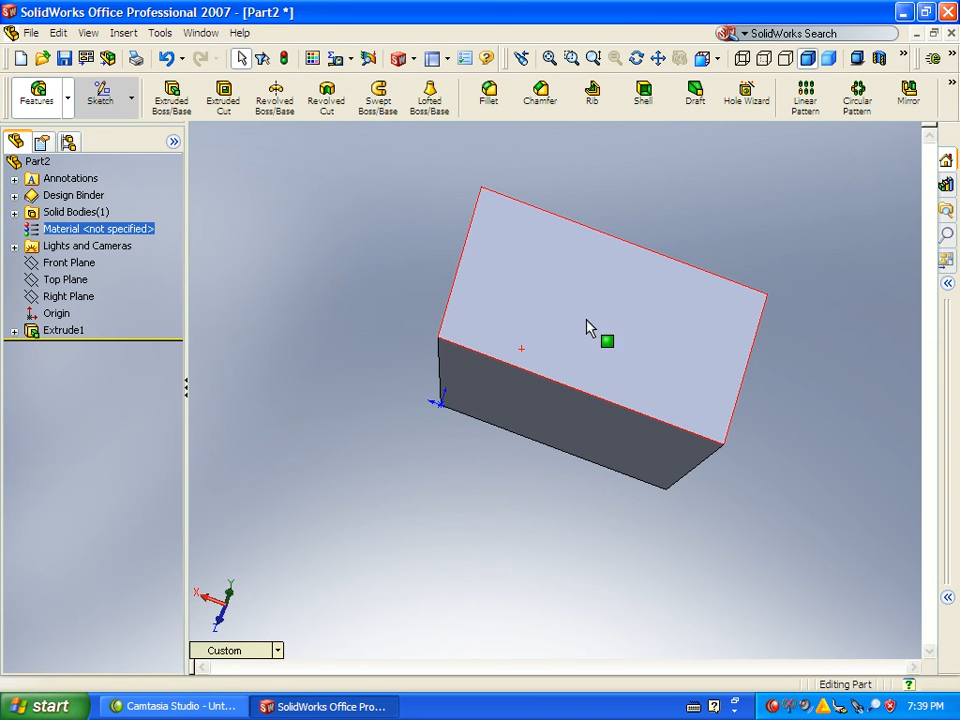 SolidWorks Office Professional 2007 - [Part2 *]
File Edit View Insert Tools Window Help
SolidWorks Search
Features
Sketch
Extruded Boss/Base
Extruded Cut
Revolved Boss/Base
Revolved Cut
Swept Boss/Base
Lofted Boss/Base
Fillet
Chamfer
Rib
Shell
Draft
Hole Wizard
Linear Pattern
Circular Pattern
Mirror
Part2
Annotations
Design Binder
Solid Bodies(1)
Material <not specified>
Lights and Cameras
Front Plane
Top Plane
Right Plane
Origin
Extrude1
Y
X
Z
Custom
Editing Part
start
Camtasia Studio - Unt...
SolidWorks Office Pro...
7:39 PM